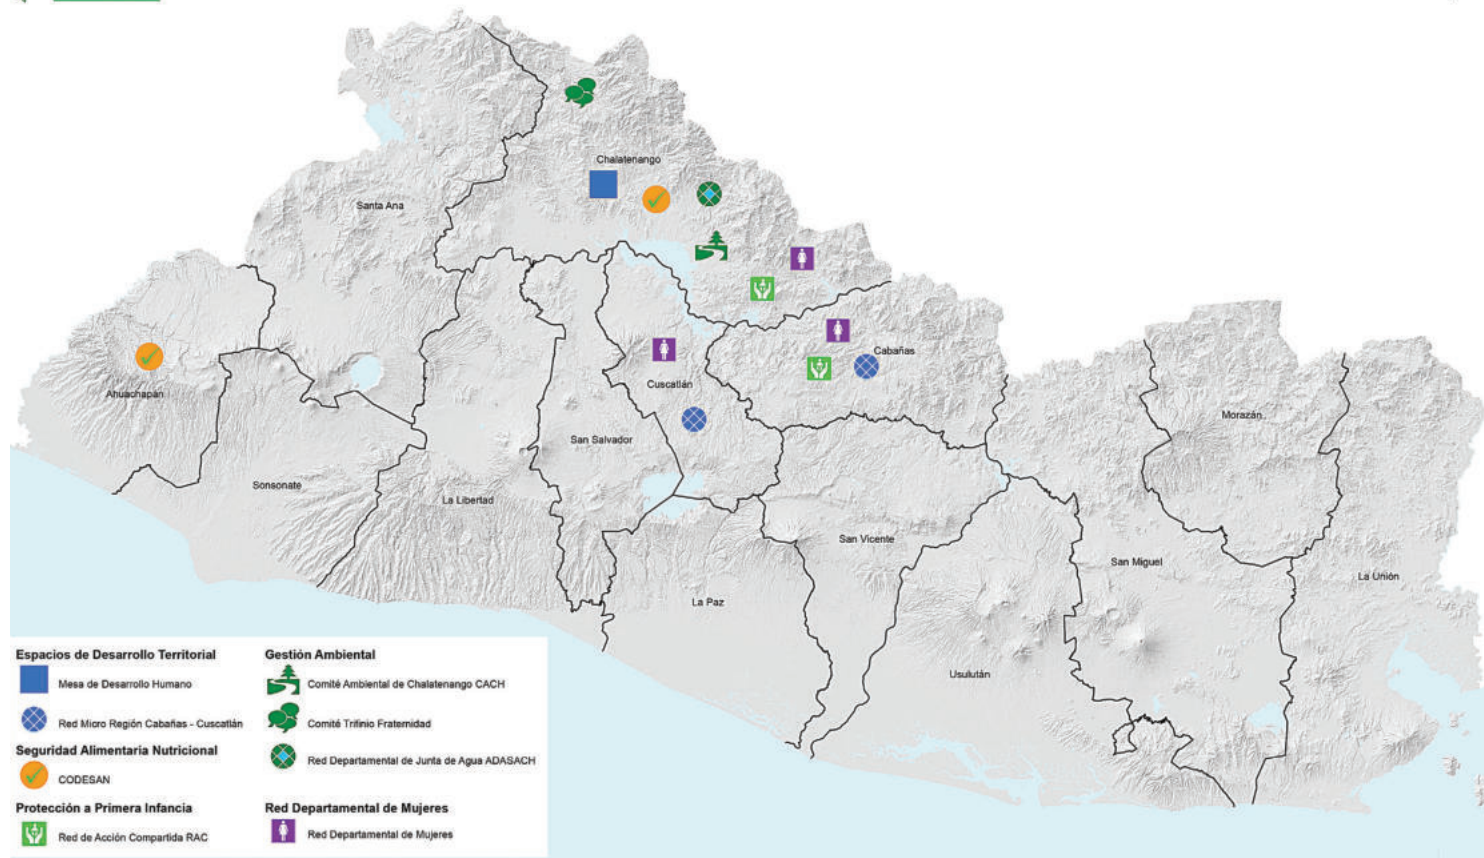 Chalatenango
Santa Ana
Cabañas
Cuscatlán
Ahuachapán
Morazán
San Salvador
Sonsonate
La Libertad
San Vicente
San Miguel
La Unión
La Paz
Usulután
Espacios de Desarrollo Territorial
Mesa de Desarrollo Humano
Red Micro Región Cabañas - Cuscatlán
Seguridad Alimentaria Nutricional
CODESAN
Protección a Primera Infancia
Red de Acción Compartida RAC
Gestión Ambiental
Comité Ambiental de Chalatenango CACH
Comité Trifinio Fraternidad
Red Departamental de Junta de Agua ADASACH
Red Departamental de Mujeres
Red Departamental de Mujeres